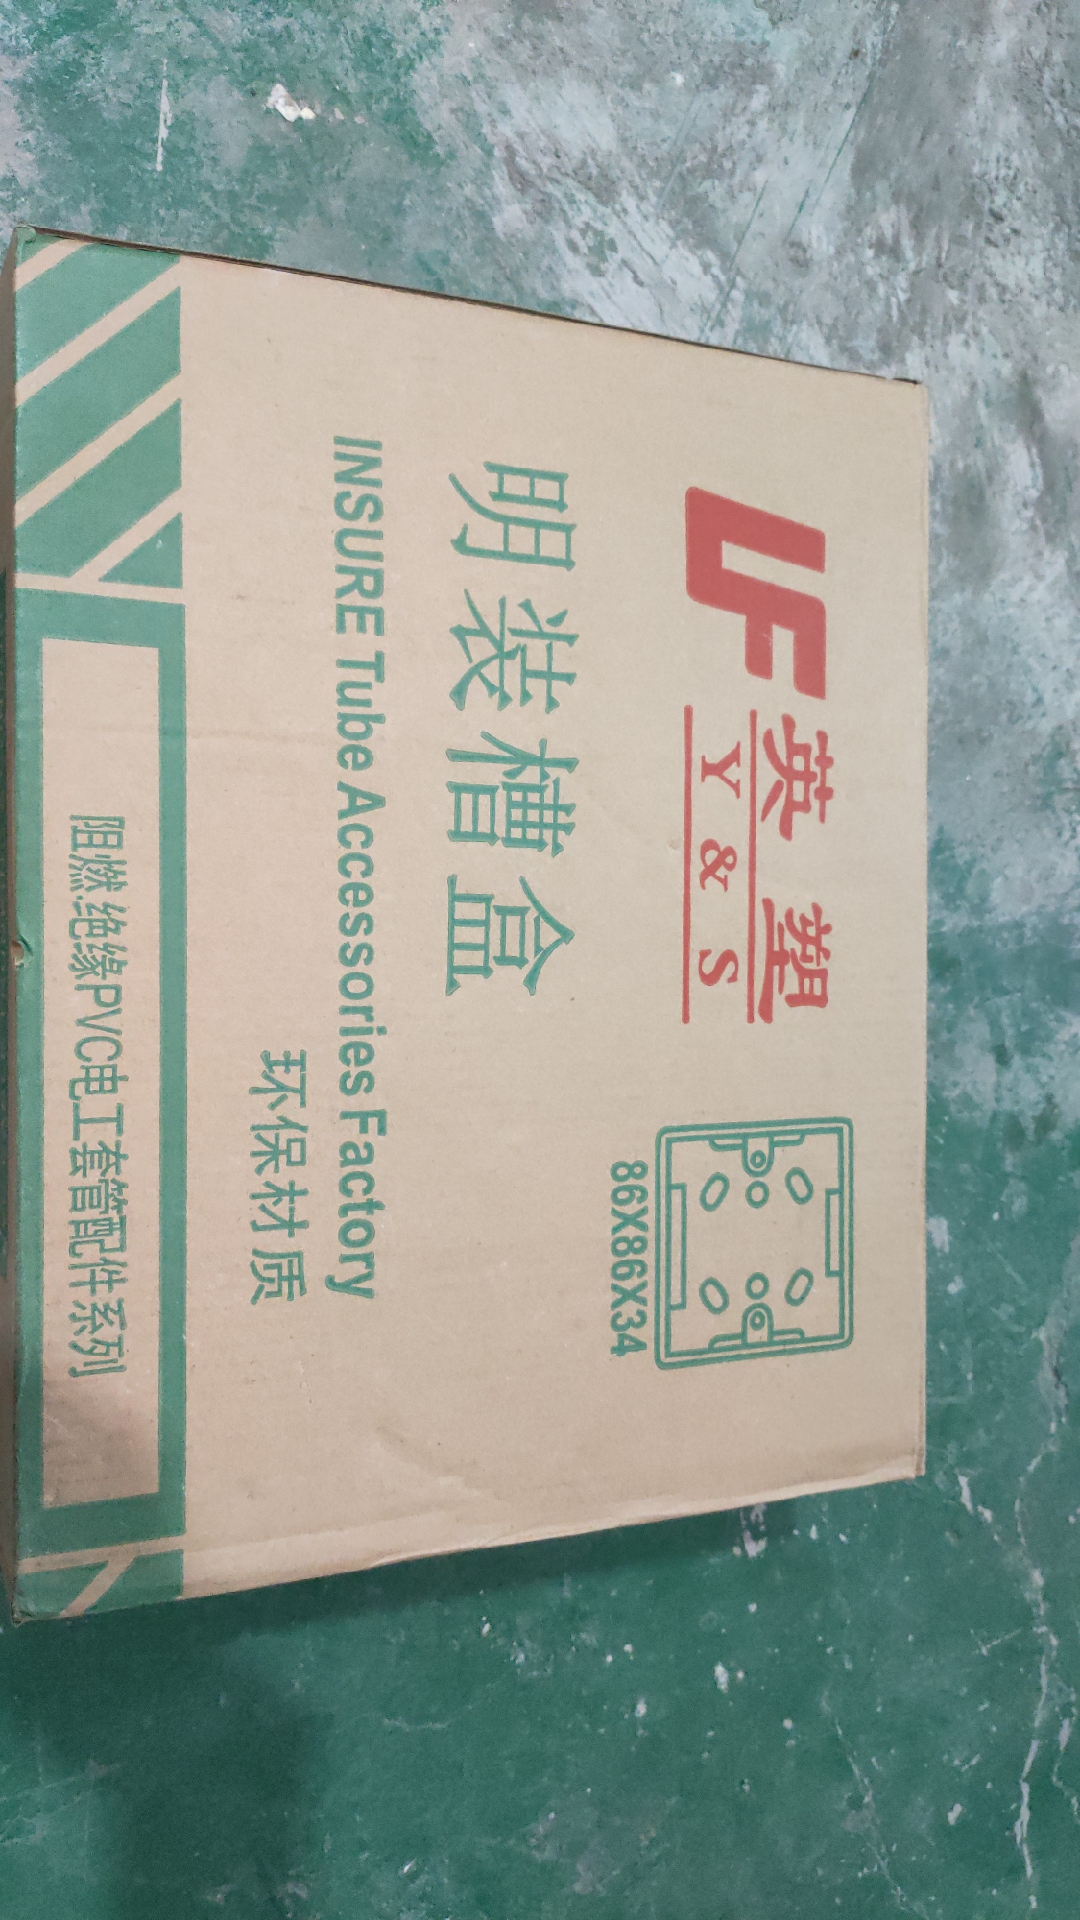 UF
英塑
Y & S
86X86X34
明装槽盒
INSURE Tube Accessories Factory
环保材质
阻燃.绝缘PVC电工套管配件系列